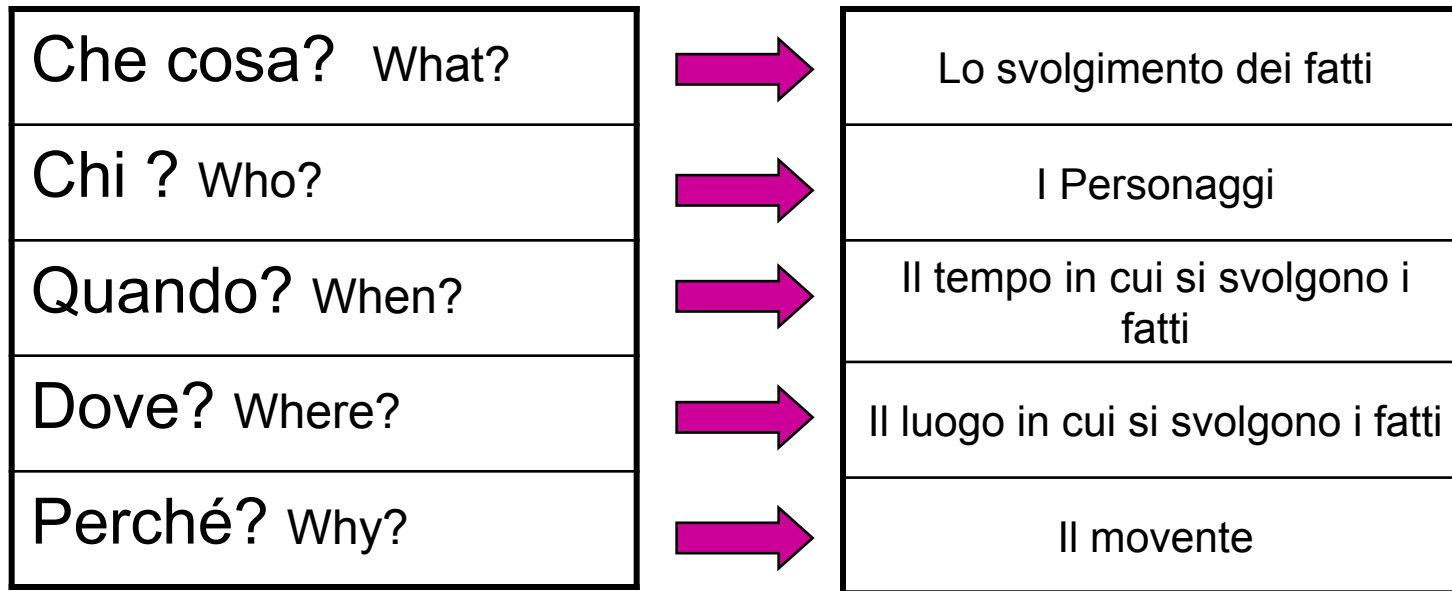 Che cosa? What?
Lo svolgimento dei fatti
Chi ? Who?
I Personaggi
Quando? When?
Il tempo in cui si svolgono i
fatti
Dove? Where?
Il luogo in cui si svolgono i fatti
Perché? Why?
Il movente